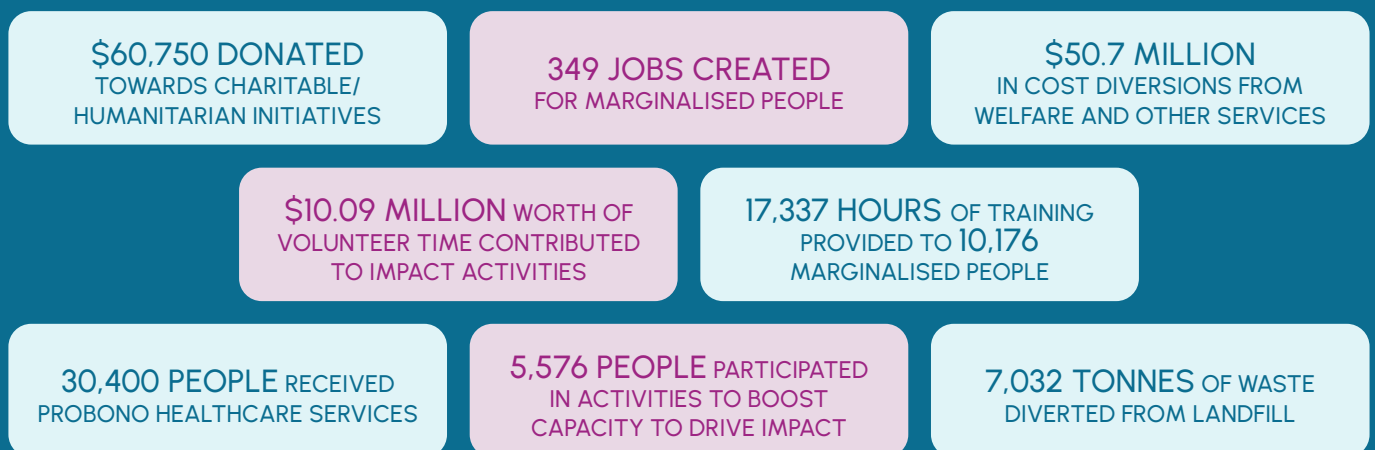 $60,750 DONATED
TOWARDS CHARITABLE/
HUMANITARIAN INITIATIVES
349 JOBS CREATED
FOR MARGINALISED PEOPLE
$50.7 MILLION
IN COST DIVERSIONS FROM
WELFARE AND OTHER SERVICES
$10.09 MILLION WORTH OF
VOLUNTEER TIME CONTRIBUTED
TO IMPACT ACTIVITIES
17,337 HOURS OF TRAINING
PROVIDED TO 10,176
MARGINALISED PEOPLE
30,400 PEOPLE RECEIVED
PROBONO HEALTHCARE SERVICES
5,576 PEOPLE PARTICIPATED
IN ACTIVITIES TO BOOST
CAPACITY TO DRIVE IMPACT
7,032 TONNES OF WASTE
DIVERTED FROM LANDFILL